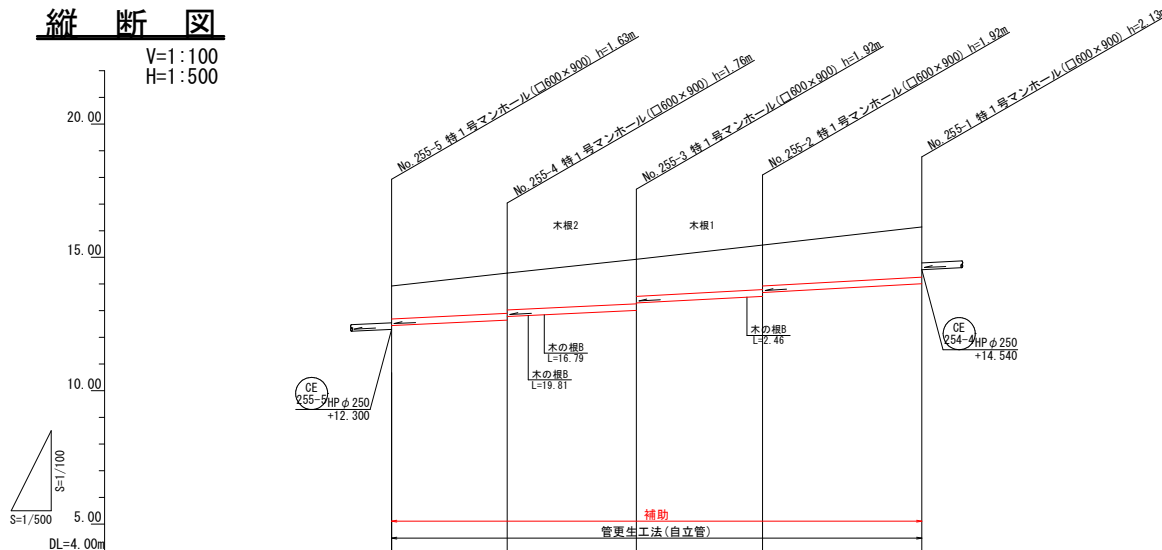 縦断図
V=1:100
H=1:500
No.255-5 特1号マンホール(□600×900) h=1.63m
No.255-4 特1号マンホール(□600×900) h=1.76m
No.255-3 特1号マンホール(□600×900) h=1.92m
No.255-2 特1号マンホール(□600×900) h=1.92m
No.255-1 特1号マンホール(□600×900) h=2.13m
20.00
15.00
10.00
5.00
DL=4.00m
S=1/100
S=1/500
木根2
木根1
木の根B
L=16.79
木の根B
L=19.81
木の根B
L=2.46
CE
255-5
HPφ250
+12.300
CE
254-4
HPφ250
+14.540
補助
管更生工法(自立管)